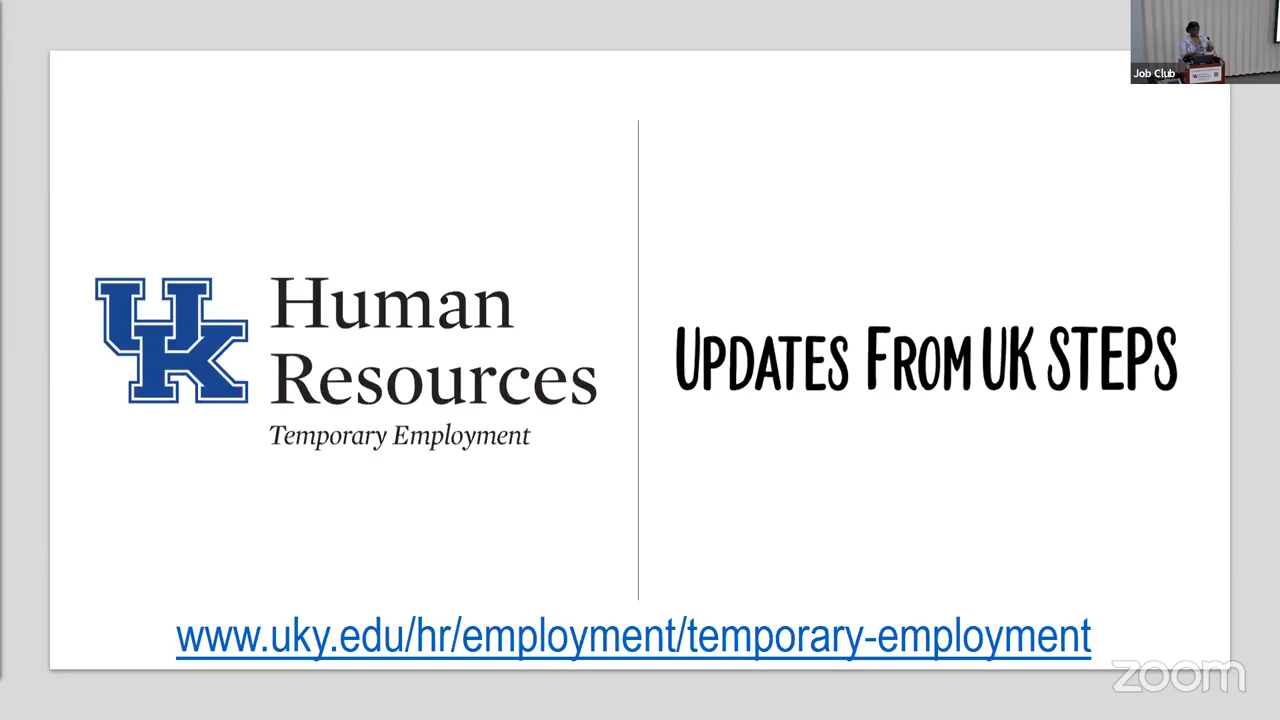 Job Club
UK
Human
Resources
Temporary Employment
UPDATES FROM UK STEPS
www.uky.edu/hr/employment/temporary-employment
zoom